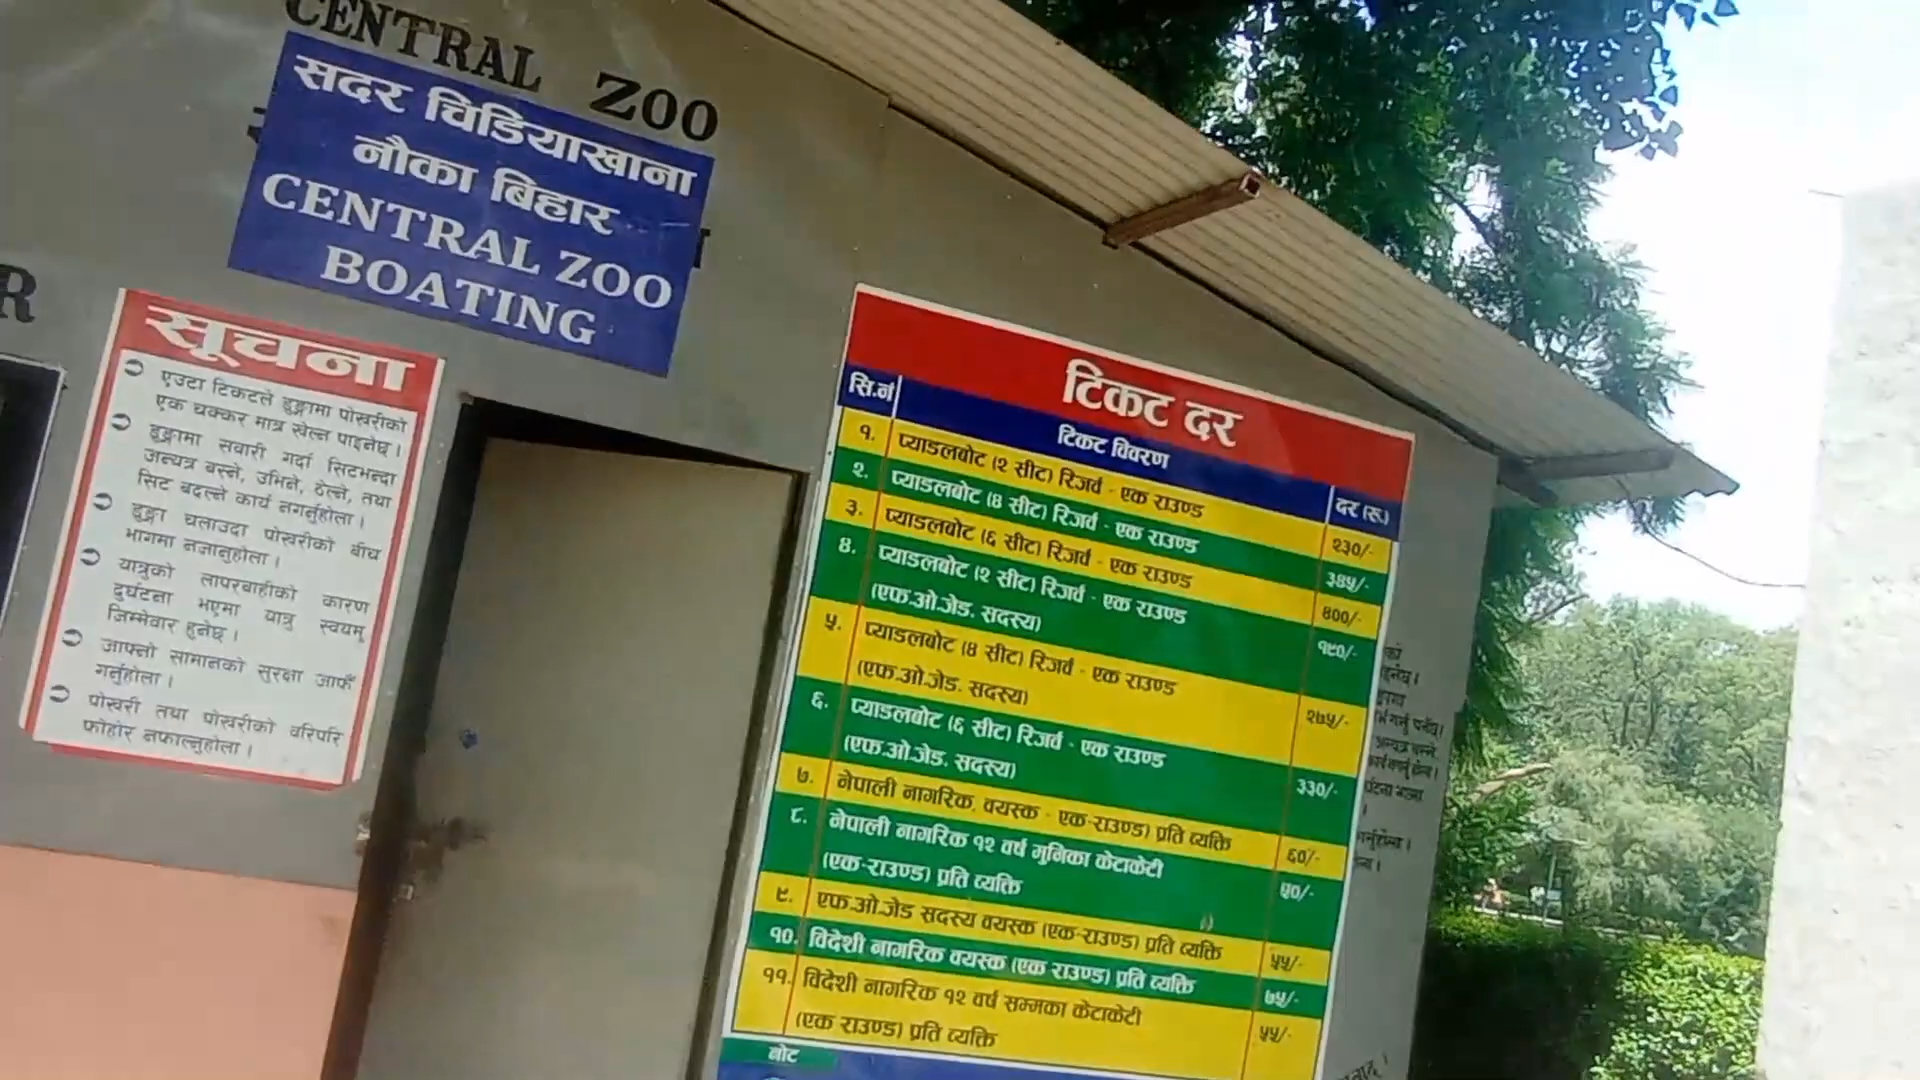 CENTRAL ZOO
सदर चिडियाखाना
नौका बिहार
CENTRAL ZOO
BOATING
R
सूचना
एउटा टिकटले डुङ्गामा पोखरीको
एक चक्कर मात्र खेल्न पाइनेछ ।
डुङ्गामा सवारी गर्दा सिटभन्दा
अन्यत्र बस्ने, उभिने, ठेल्ने, तथा
सिट बदल्ने कार्य नगर्नुहोला ।
डुङ्गा चलाउदा पोखरीको बीच
भागमा नजानुहोला ।
यात्रुको लापरबाहीको कारण
दुर्घटना भएमा यात्रु स्वयम्
जिम्मेवार हुनेछ ।
आफ्नो सामानको सुरक्षा आफैं
गर्नुहोला ।
पोखरी तथा पोखरीको वरिपरि
फोहोर नफाल्नुहोला ।
टिकट दर
सि.नं टिकट विवरण दर (रू.)
१. प्याडलबोट (२ सीट) रिजर्व - एक राउण्ड २३०/-
२. प्याडलबोट (४ सीट) रिजर्व - एक राउण्ड ३४५/-
३. प्याडलबोट (६ सीट) रिजर्व - एक राउण्ड ४००/-
४. प्याडलबोट (२ सीट) रिजर्व - एक राउण्ड १९०/-
(एफ.ओ.जेड. सदस्य)
५. प्याडलबोट (४ सीट) रिजर्व - एक राउण्ड २७५/-
(एफ.ओ.जेड. सदस्य)
६. प्याडलबोट (६ सीट) रिजर्व - एक राउण्ड ३३०/-
(एफ.ओ.जेड. सदस्य)
७. नेपाली नागरिक. वयस्क - एक-राउण्ड) प्रति व्यक्ति ६०/-
८. नेपाली नागरिक १२ वर्ष मुनिका केटाकेटी ५०/-
(एक-राउण्ड) प्रति व्यक्ति
९. एफ.ओ.जेड सदस्य वयस्क (एक-राउण्ड) प्रति व्यक्ति ५५/-
१०. विदेशी नागरिक वयस्क (एक राउण्ड) प्रति व्यक्ति ७५/-
११. विदेशी नागरिक १२ वर्ष सम्मका केटाकेटी ५५/-
(एक राउण्ड) प्रति व्यक्ति
नोट